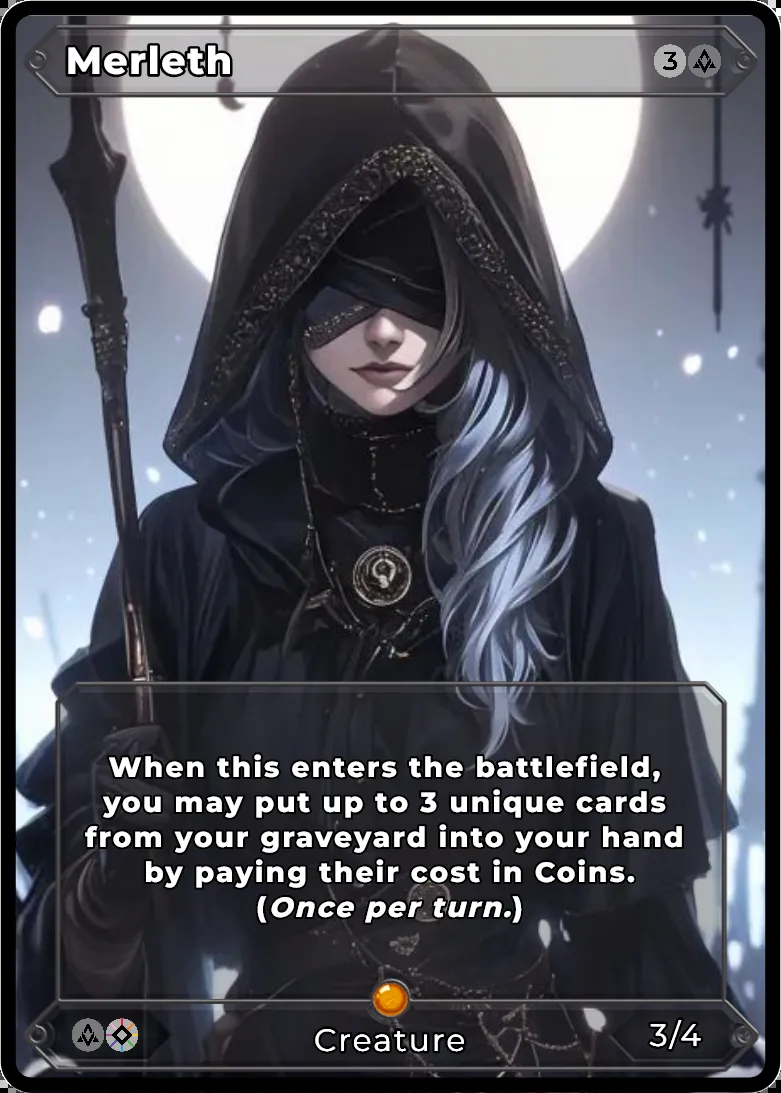 Merleth
3
When this enters the battlefield,
you may put up to 3 unique cards
from your graveyard into your hand
by paying their cost in Coins.
(Once per turn.)
Creature
3/4